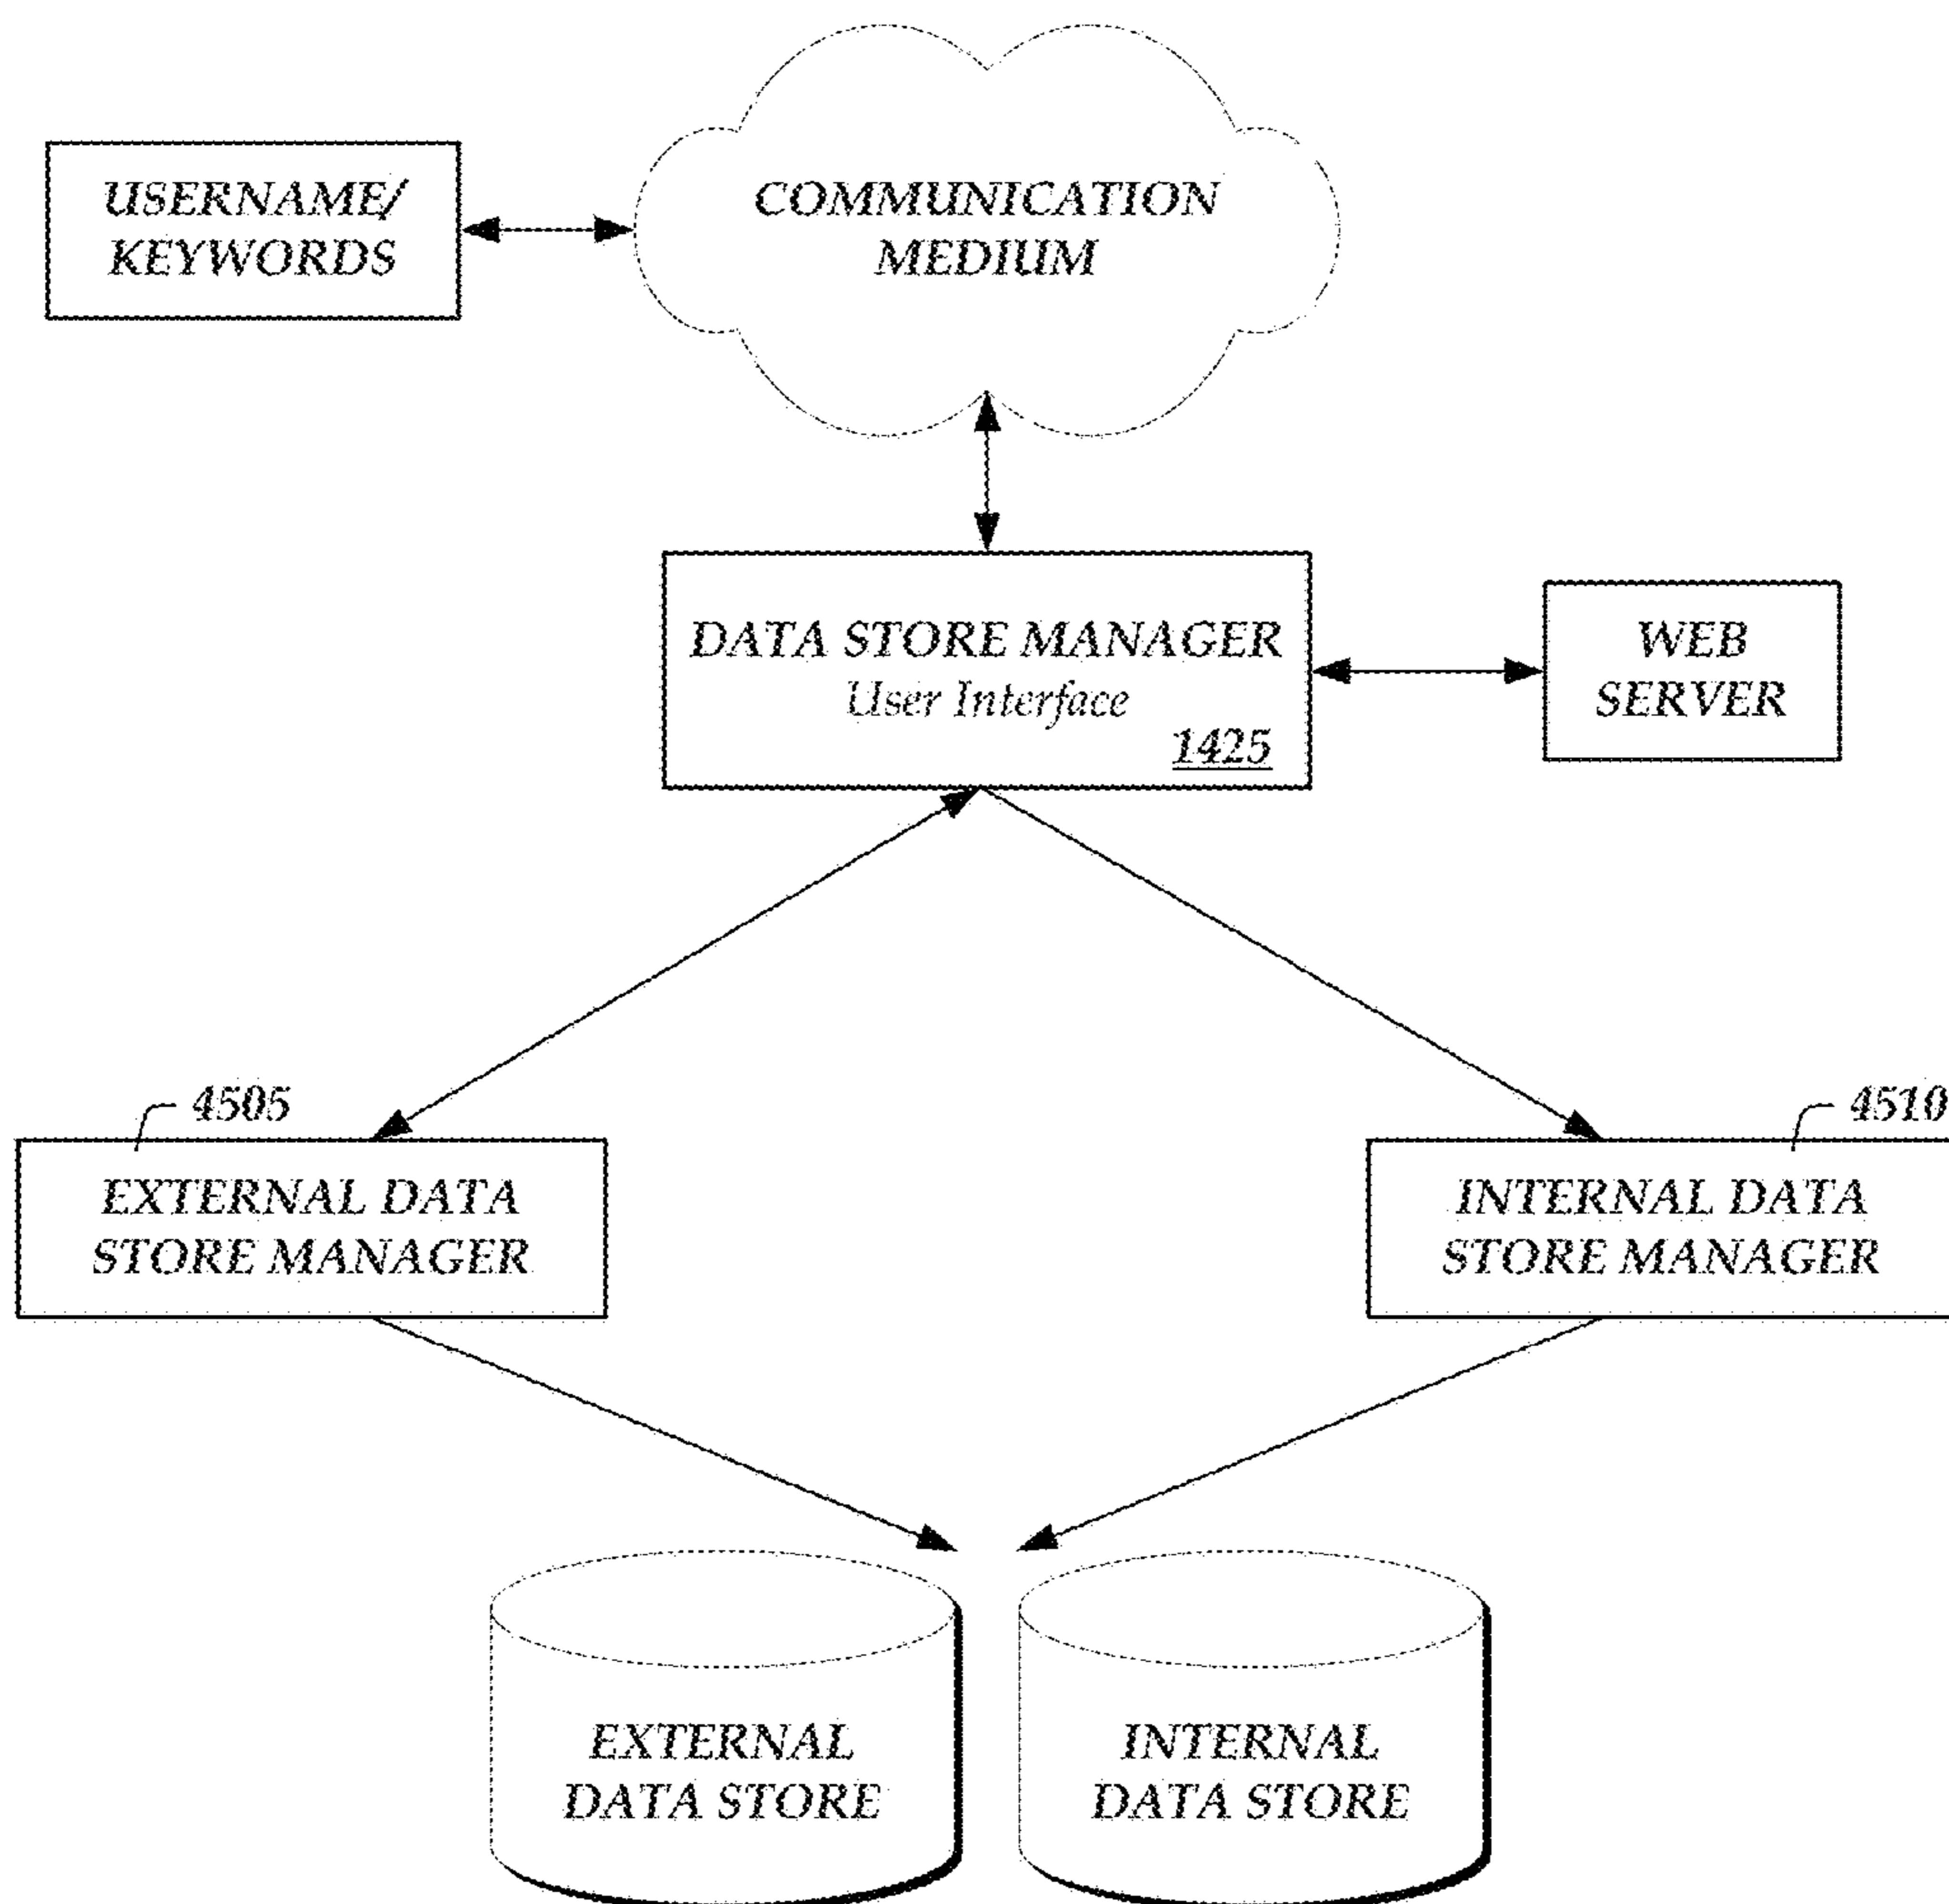 USERNAME/
KEYWORDS
COMMUNICATION
MEDIUM
DATA STORE MANAGER
User Interface
1425
WEB
SERVER
4505
EXTERNAL DATA
STORE MANAGER
4510
INTERNAL DATA
STORE MANAGER
EXTERNAL
DATA STORE
INTERNAL
DATA STORE